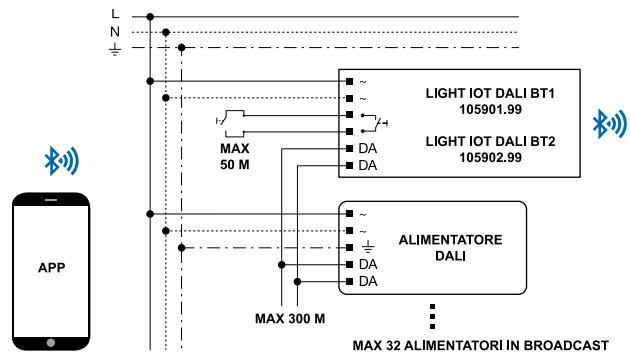 L
N
~
~
LIGHT IOT DALI BT1
105901.99
LIGHT IOT DALI BT2
105902.99
MAX
50 M
DA
DA
APP
~
~
ALIMENTATORE
DALI
DA
DA
MAX 300 M
MAX 32 ALIMENTATORI IN BROADCAST